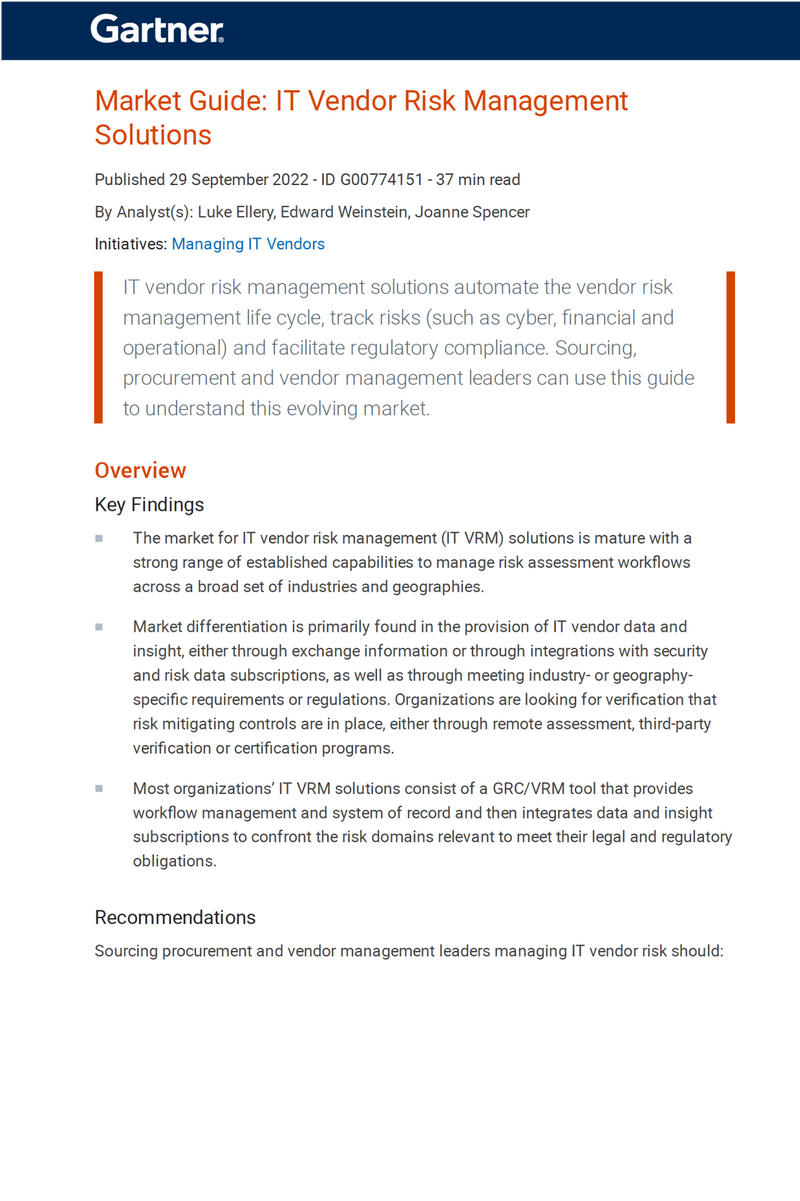 Gartner®
Market Guide: IT Vendor Risk Management
Solutions
Published 29 September 2022 - ID G00774151 - 37 min read
By Analyst(s): Luke Ellery, Edward Weinstein, Joanne Spencer
Initiatives: Managing IT Vendors
IT vendor risk management solutions automate the vendor risk
management life cycle, track risks (such as cyber, financial and
operational) and facilitate regulatory compliance. Sourcing,
procurement and vendor management leaders can use this guide
to understand this evolving market.
Overview
Key Findings
■ The market for IT vendor risk management (IT VRM) solutions is mature with a
strong range of established capabilities to manage risk assessment workflows
across a broad set of industries and geographies.
■ Market differentiation is primarily found in the provision of IT vendor data and
insight, either through exchange information or through integrations with security
and risk data subscriptions, as well as through meeting industry- or geography-
specific requirements or regulations. Organizations are looking for verification that
risk mitigating controls are in place, either through remote assessment, third-party
verification or certification programs.
■ Most organizations’ IT VRM solutions consist of a GRC/VRM tool that provides
workflow management and system of record and then integrates data and insight
subscriptions to confront the risk domains relevant to meet their legal and regulatory
obligations.
Recommendations
Sourcing procurement and vendor management leaders managing IT vendor risk should: